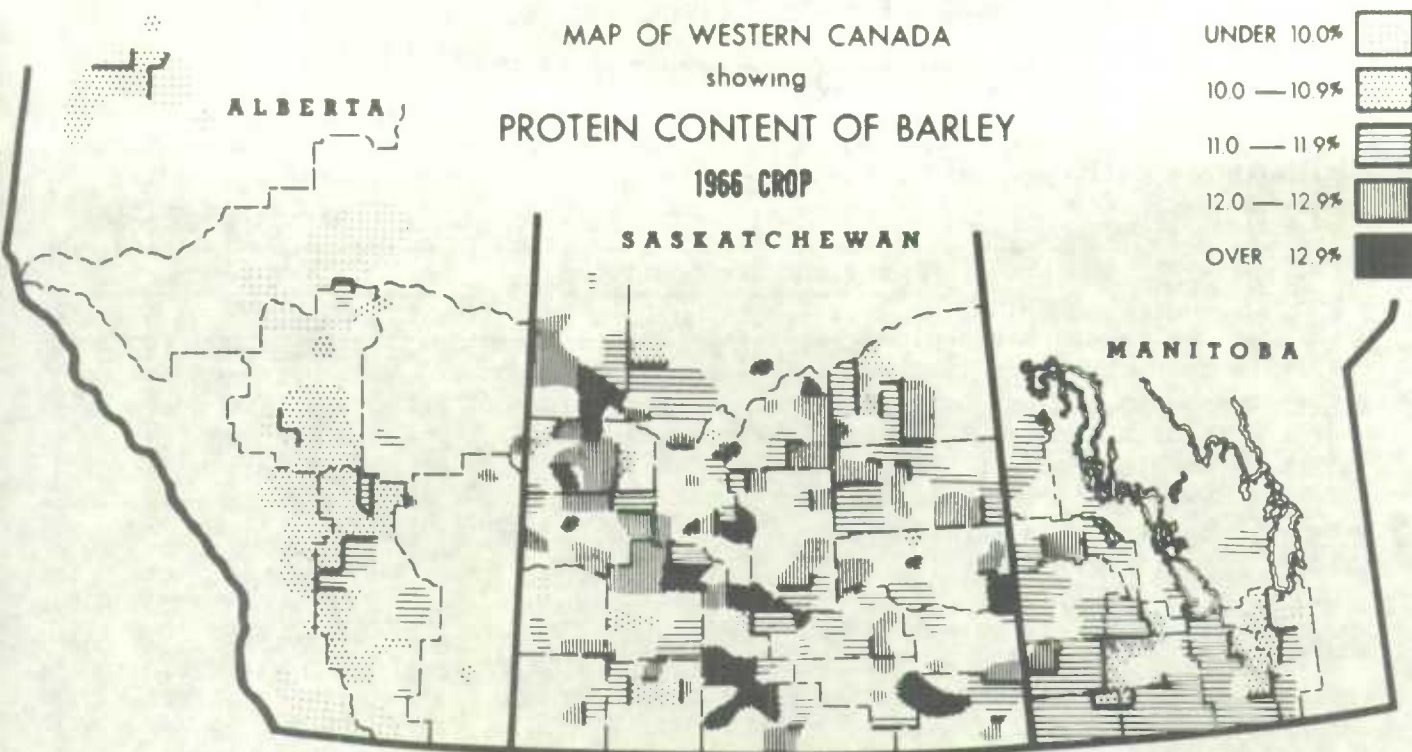 MAP OF WESTERN CANADA
showing
PROTEIN CONTENT OF BARLEY
1966 CROP
UNDER 10.0%
10.0 — 10.9%
11.0 — 11.9%
12.0 — 12.9%
OVER 12.9%
ALBERTA
SASKATCHEWAN
MANITOBA